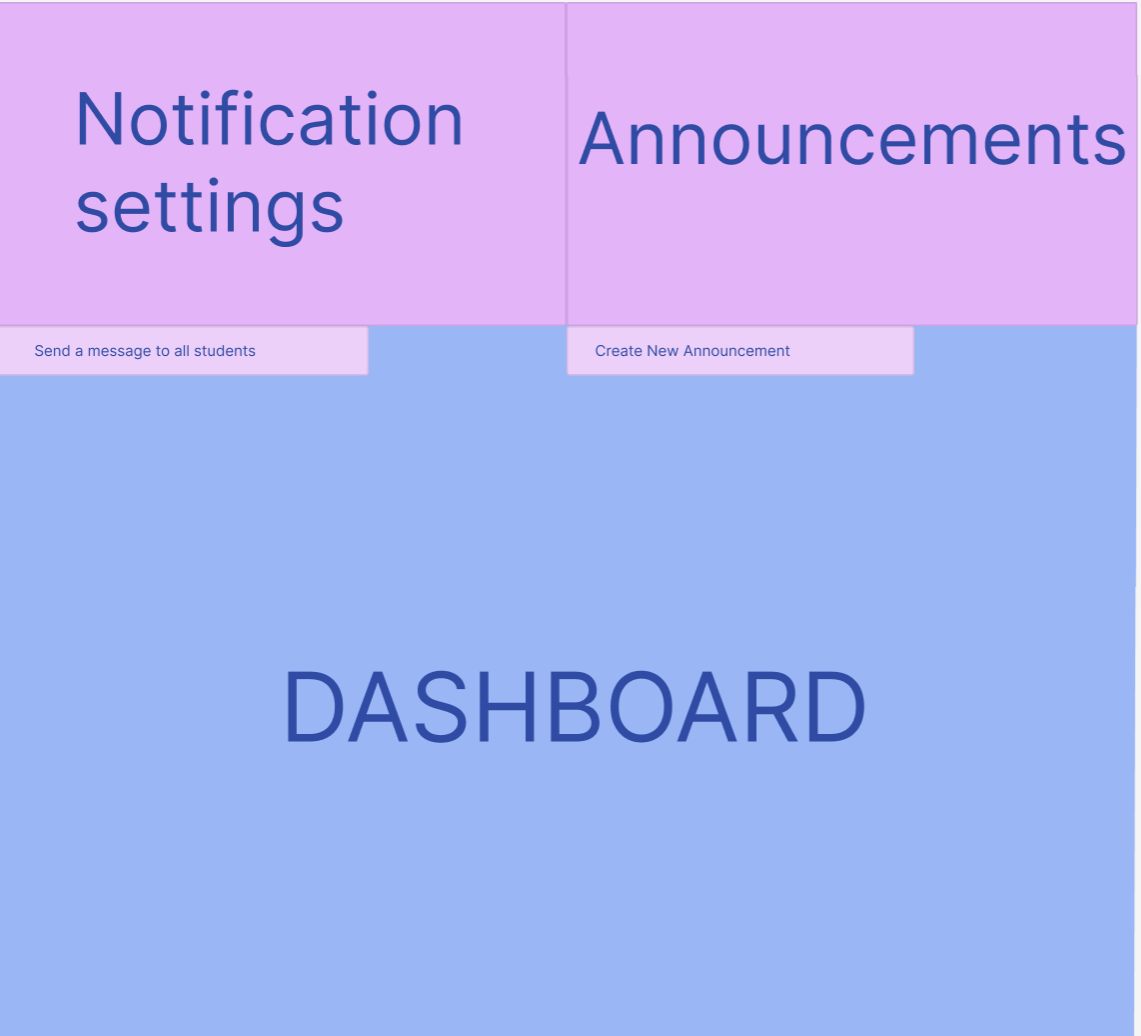 Notification
settings
Announcements
Send a message to all students
Create New Announcement
DASHBOARD